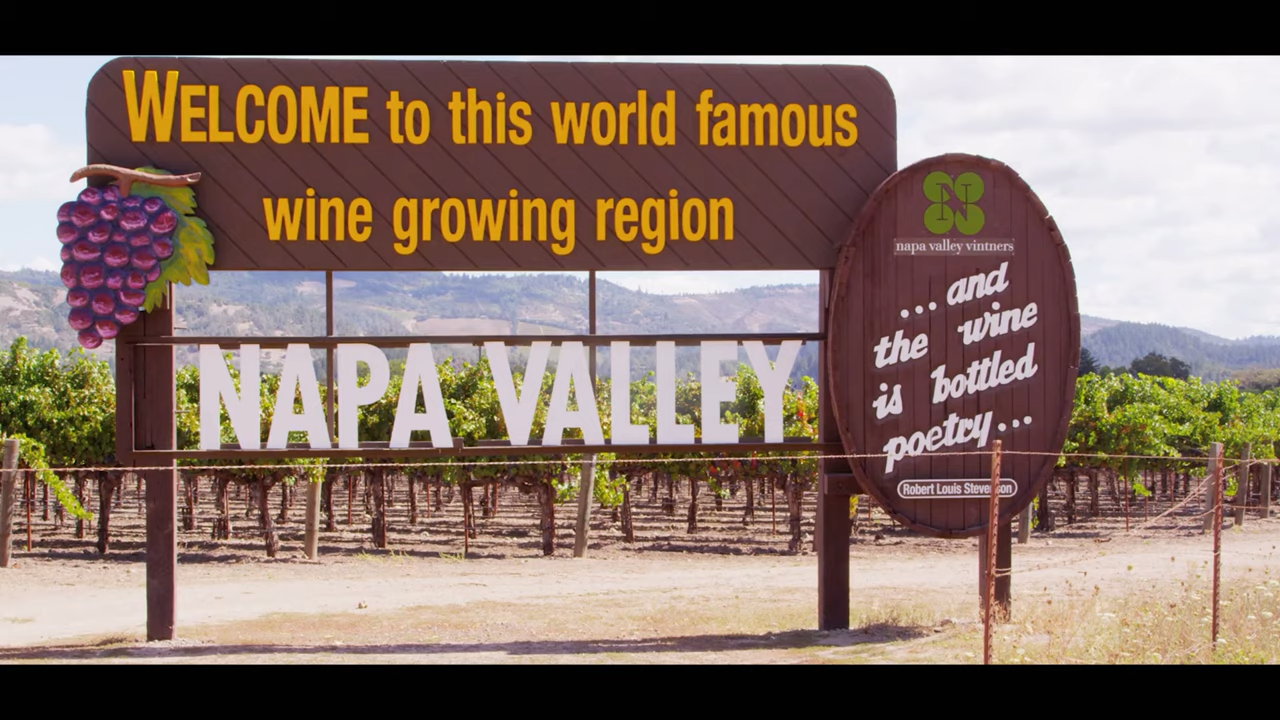 WELCOME to this world famous
wine growing region
NAPA VALLEY
N
napa valley vintners
...and
the wine
is bottled
poetry...
Robert Louis Stevenson